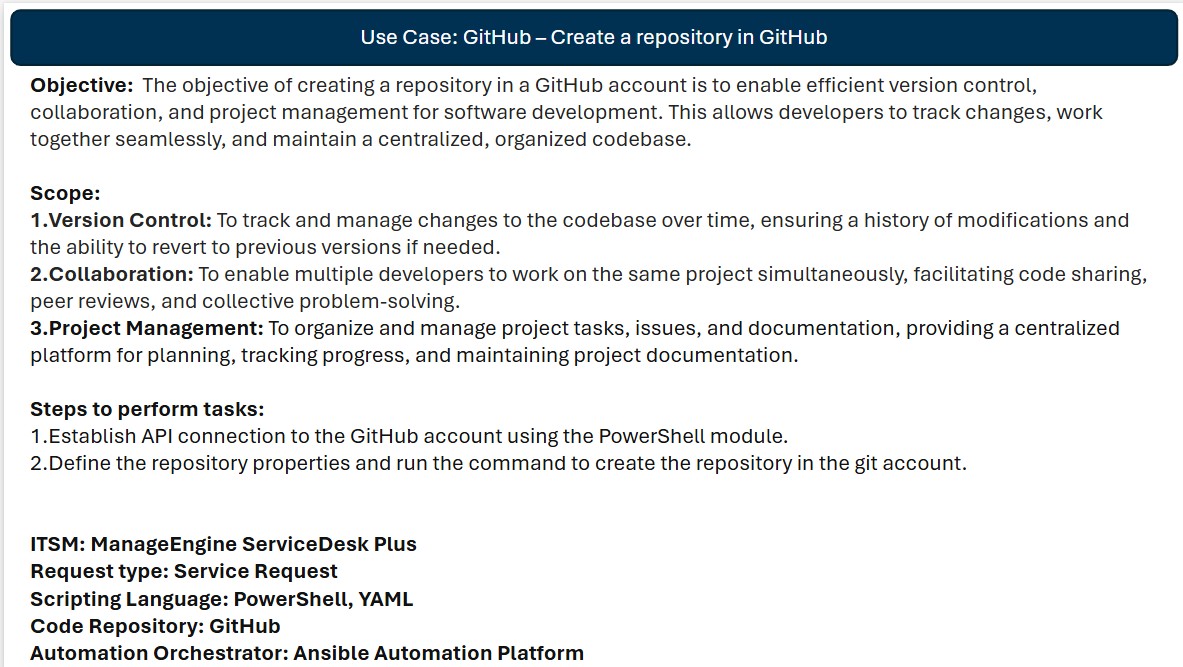 Use Case: GitHub – Create a repository in GitHub
Objective: The objective of creating a repository in a GitHub account is to enable efficient version control,
collaboration, and project management for software development. This allows developers to track changes, work
together seamlessly, and maintain a centralized, organized codebase.
Scope:
1.Version Control: To track and manage changes to the codebase over time, ensuring a history of modifications and
the ability to revert to previous versions if needed.
2.Collaboration: To enable multiple developers to work on the same project simultaneously, facilitating code sharing,
peer reviews, and collective problem-solving.
3.Project Management: To organize and manage project tasks, issues, and documentation, providing a centralized
platform for planning, tracking progress, and maintaining project documentation.
Steps to perform tasks:
1.Establish API connection to the GitHub account using the PowerShell module.
2.Define the repository properties and run the command to create the repository in the git account.
ITSM: ManageEngine ServiceDesk Plus
Request type: Service Request
Scripting Language: PowerShell, YAML
Code Repository: GitHub
Automation Orchestrator: Ansible Automation Platform